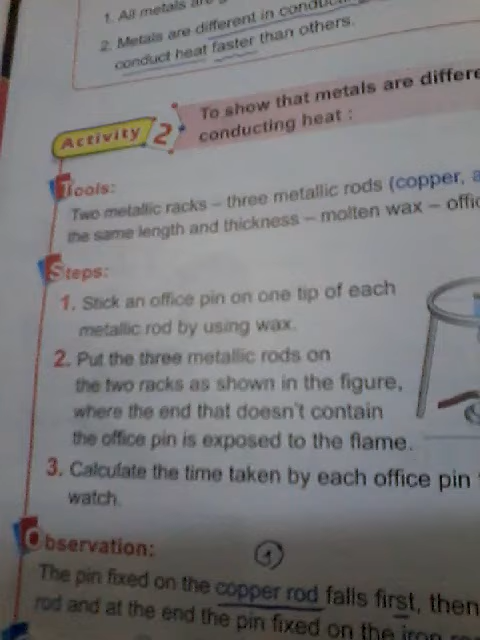 1. All metals are
2. Metals are different in
conduct heat faster than others.
Activity 2
To show that metals are
conducting heat :
Tools:
Two metallic racks – three metallic rods (copper,
the same length and thickness – molten wax –
Steps:
1. Stick an office pin on one tip of each
metallic rod by using wax.
2. Put the three metallic rods on
the two racks as shown in the figure,
where the end that doesn't contain
the office pin is exposed to the flame.
3. Calculate the time taken by each office pin
watch.
Observation:
1
The pin fixed on the copper rod falls first, then
rod and at the end the pin fixed on the iron